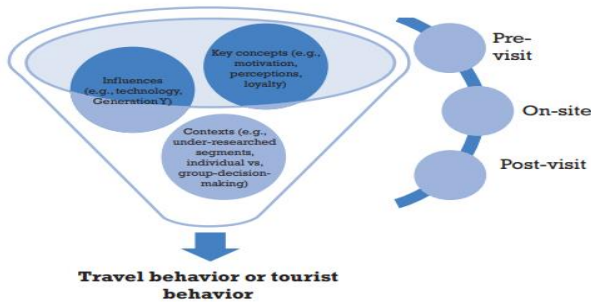 Influences
(e.g., technology,
Generation Y)
Key concepts (e.g.,
motivation,
perceptions,
loyalty)
Contexts (e.g.,
under-researched
segments,
individual vs,
group-decision-
making)
Travel behavior or tourist
behavior
Pre-
visit
On-site
Post-visit